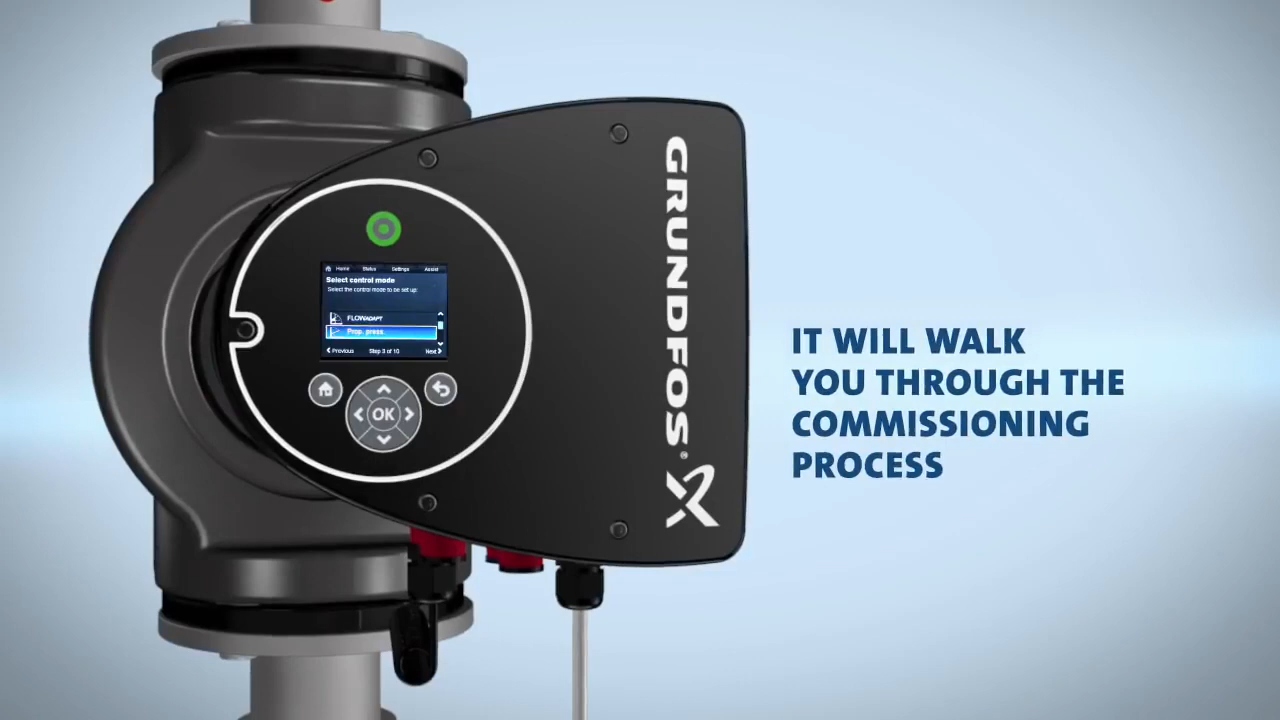 GRUNDFOS
Home Status Settings Assist
Select control mode
Select the control mode to be set up:
FLOWADAPT
Prop. press.
Previous Step 3 of 10 Next
OK
IT WILL WALK
YOU THROUGH THE
COMMISSIONING
PROCESS